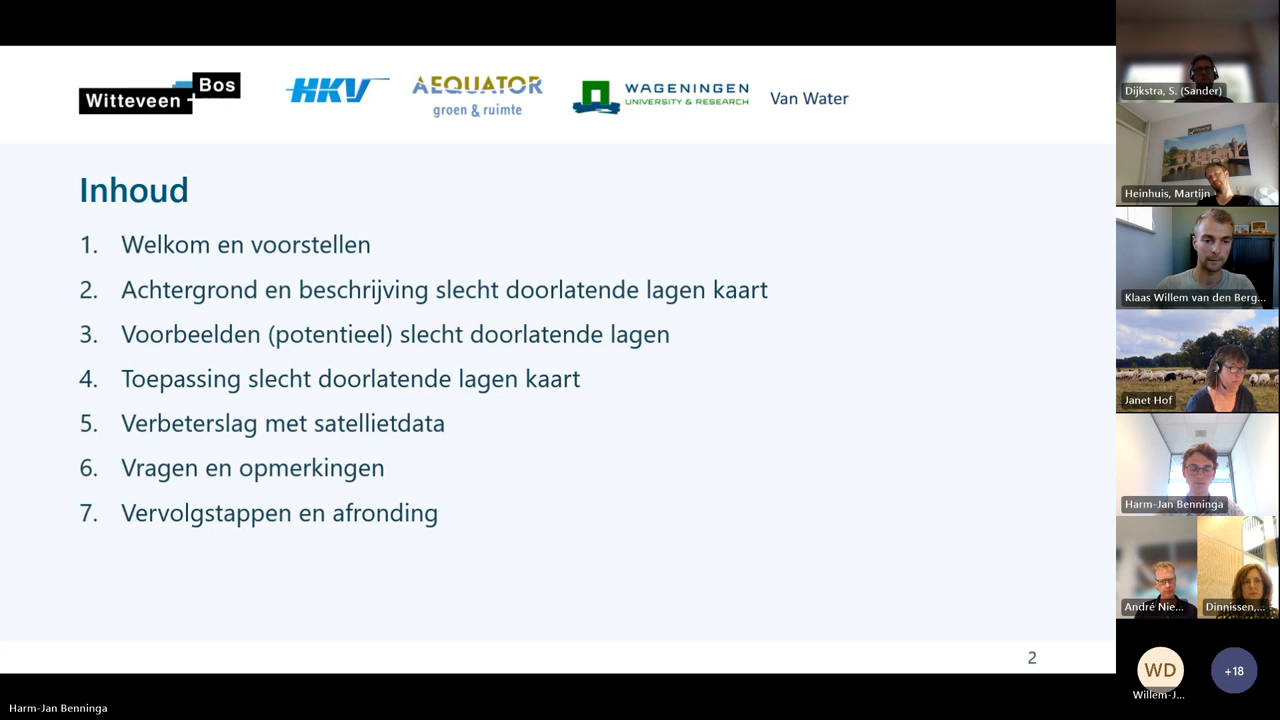 Witteveen + Bos
HKV
AEQUATOR
groen & ruimte
WAGENINGEN
UNIVERSITY & RESEARCH
Van Water
Inhoud
1. Welkom en voorstellen
2. Achtergrond en beschrijving slecht doorlatende lagen kaart
3. Voorbeelden (potentieel) slecht doorlatende lagen
4. Toepassing slecht doorlatende lagen kaart
5. Verbeterslag met satellietdata
6. Vragen en opmerkingen
7. Vervolgstappen en afronding
2
Harm-Jan Benninga
Dijkstra, S. (Sander)
Heinhuis, Martijn
Klaas Willem van den Berg...
Janet Hof
Harm-Jan Benninga
André Nie...
Dinnissen,...
WD
Willem-J...
+18